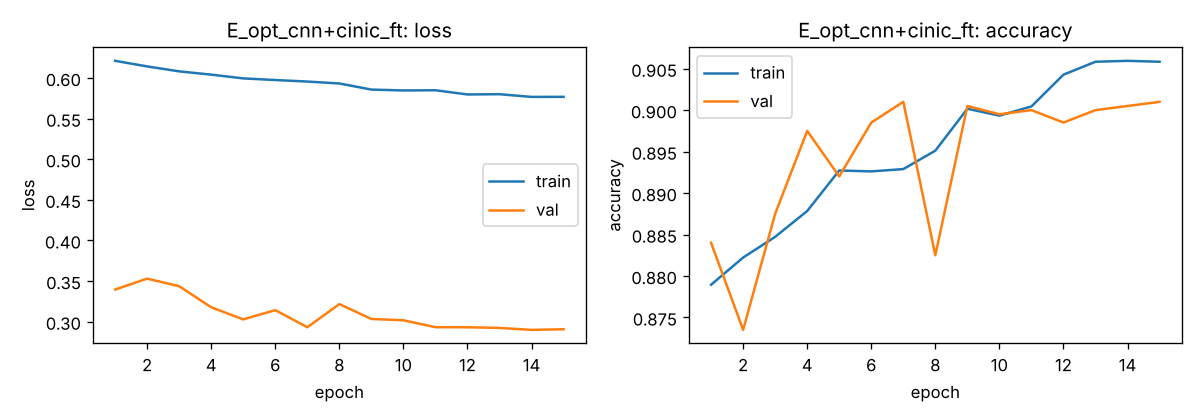 E_opt_cnn+cinic_ft: loss
0.60
0.55
0.50
0.45
0.40
0.35
0.30
loss
train
val
2 4 6 8 10 12 14
epoch
E_opt_cnn+cinic_ft: accuracy
train
val
0.905
0.900
0.895
0.890
0.885
0.880
0.875
accuracy
2 4 6 8 10 12 14
epoch